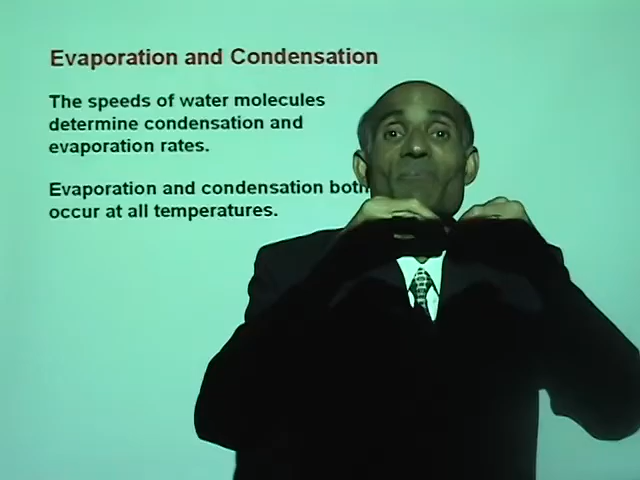 Evaporation and Condensation
The speeds of water molecules
determine condensation and
evaporation rates.
Evaporation and condensation both
occur at all temperatures.